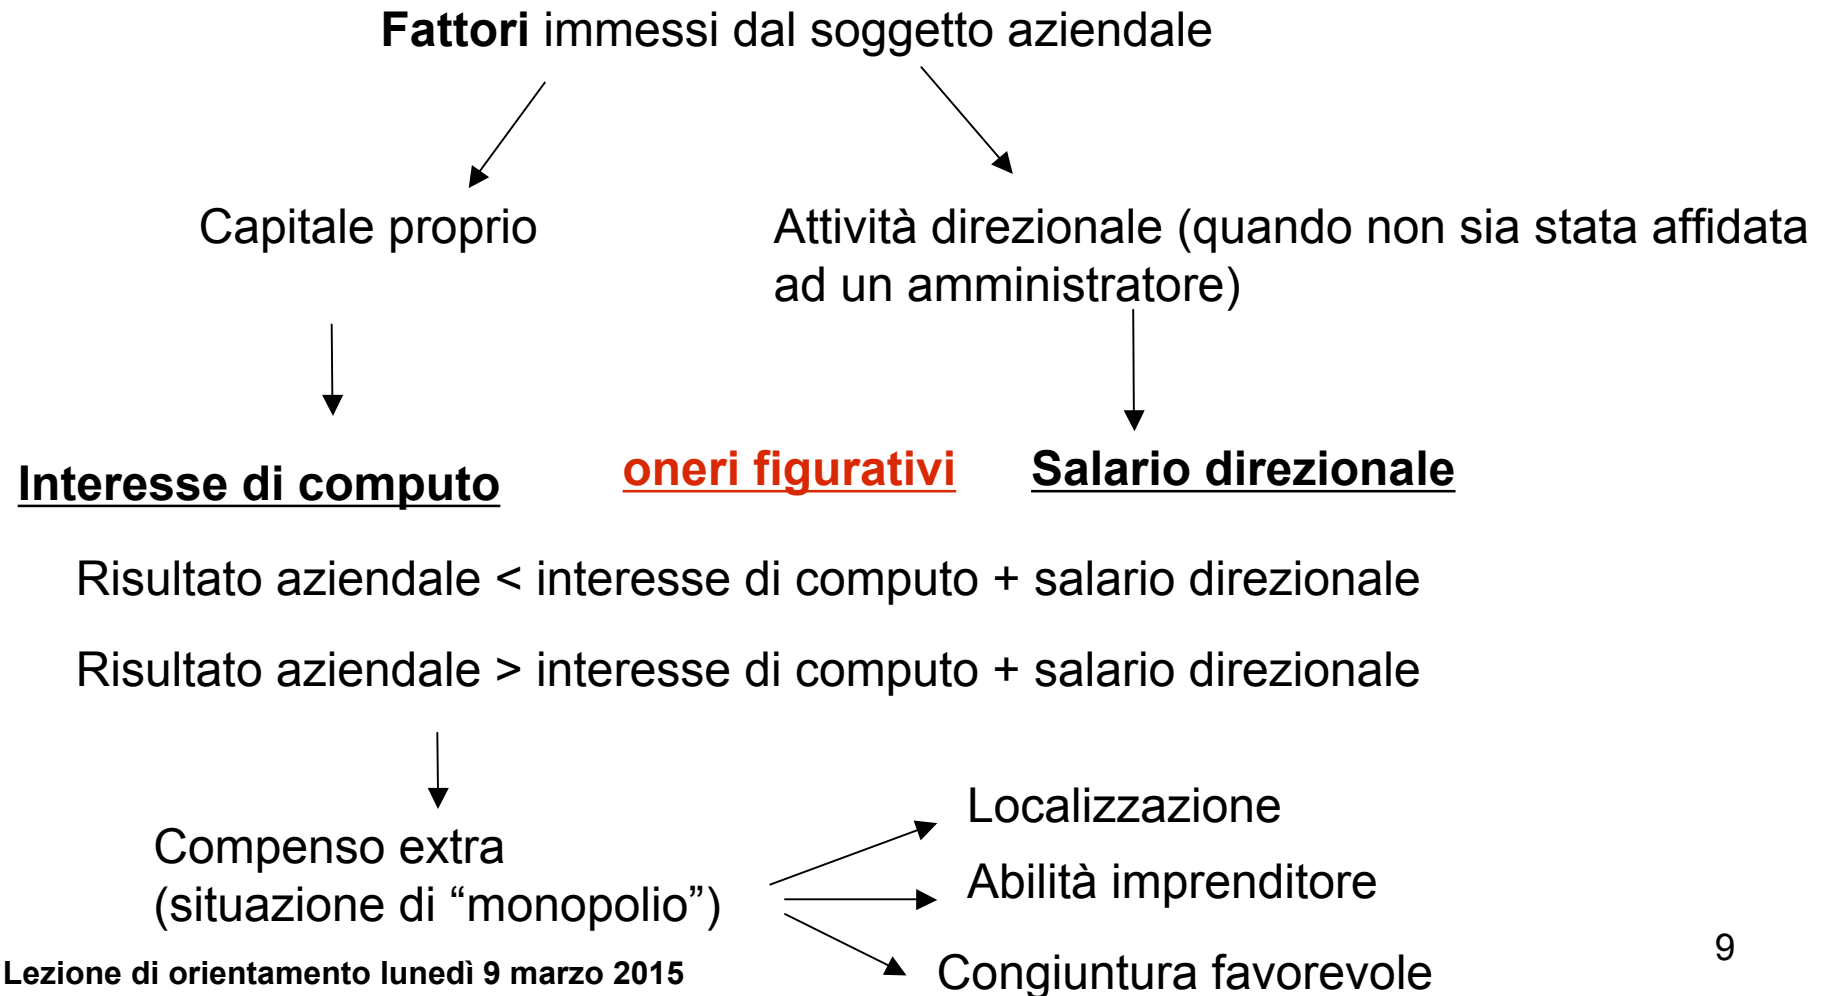 Fattori immessi dal soggetto aziendale
Capitale proprio
Attività direzionale (quando non sia stata affidata
ad un amministratore)
Interesse di computo
oneri figurativi
Salario direzionale
Risultato aziendale < interesse di computo + salario direzionale
Risultato aziendale > interesse di computo + salario direzionale
Compenso extra
(situazione di “monopolio”)
Localizzazione
Abilità imprenditore
Congiuntura favorevole
Lezione di orientamento lunedì 9 marzo 2015
9